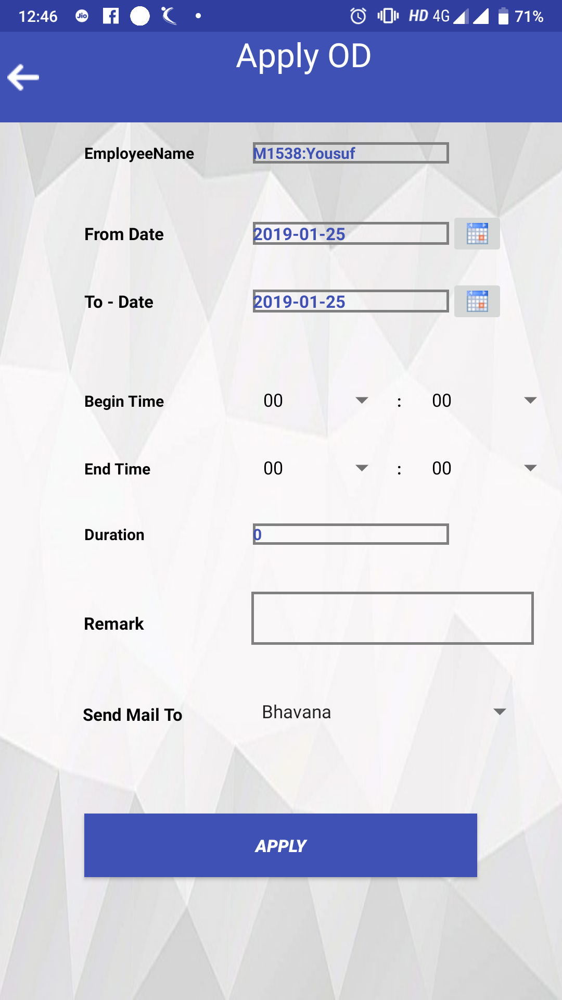 12:46 Jio HD 4G 71%
Apply OD
EmployeeName M1538:Yousuf
From Date 2019-01-25
To - Date 2019-01-25
Begin Time 00 : 00
End Time 00 : 00
Duration 0
Remark
Send Mail To Bhavana
APPLY